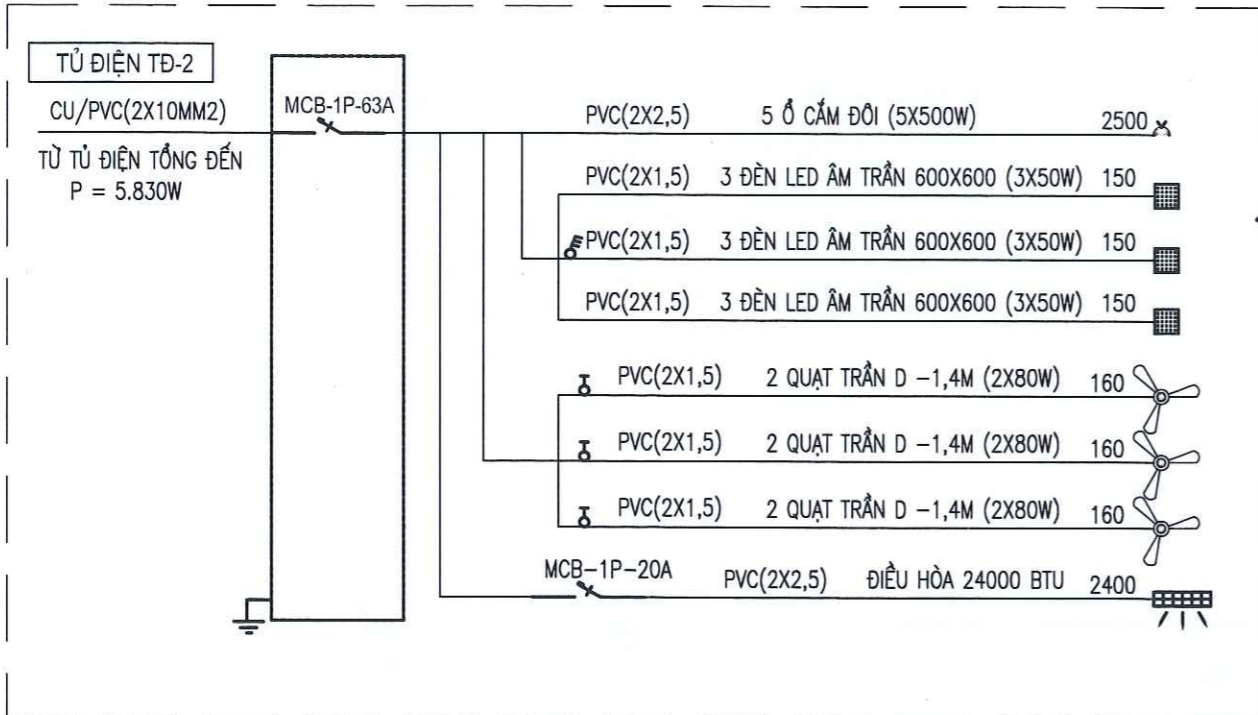 TỦ ĐIỆN TĐ-2
CU/PVC(2X10MM2)
TỪ TỦ ĐIỆN TỔNG ĐẾN
P = 5.830W
MCB-1P-63A
PVC(2X2,5) 5 Ổ CẮM ĐÔI (5X500W) 2500
PVC(2X1,5) 3 ĐÈN LED ÂM TRẦN 600X600 (3X50W) 150
PVC(2X1,5) 3 ĐÈN LED ÂM TRẦN 600X600 (3X50W) 150
PVC(2X1,5) 3 ĐÈN LED ÂM TRẦN 600X600 (3X50W) 150
PVC(2X1,5) 2 QUẠT TRẦN D -1,4M (2X80W) 160
PVC(2X1,5) 2 QUẠT TRẦN D -1,4M (2X80W) 160
PVC(2X1,5) 2 QUẠT TRẦN D -1,4M (2X80W) 160
MCB-1P-20A PVC(2X2,5) ĐIỀU HÒA 24000 BTU 2400